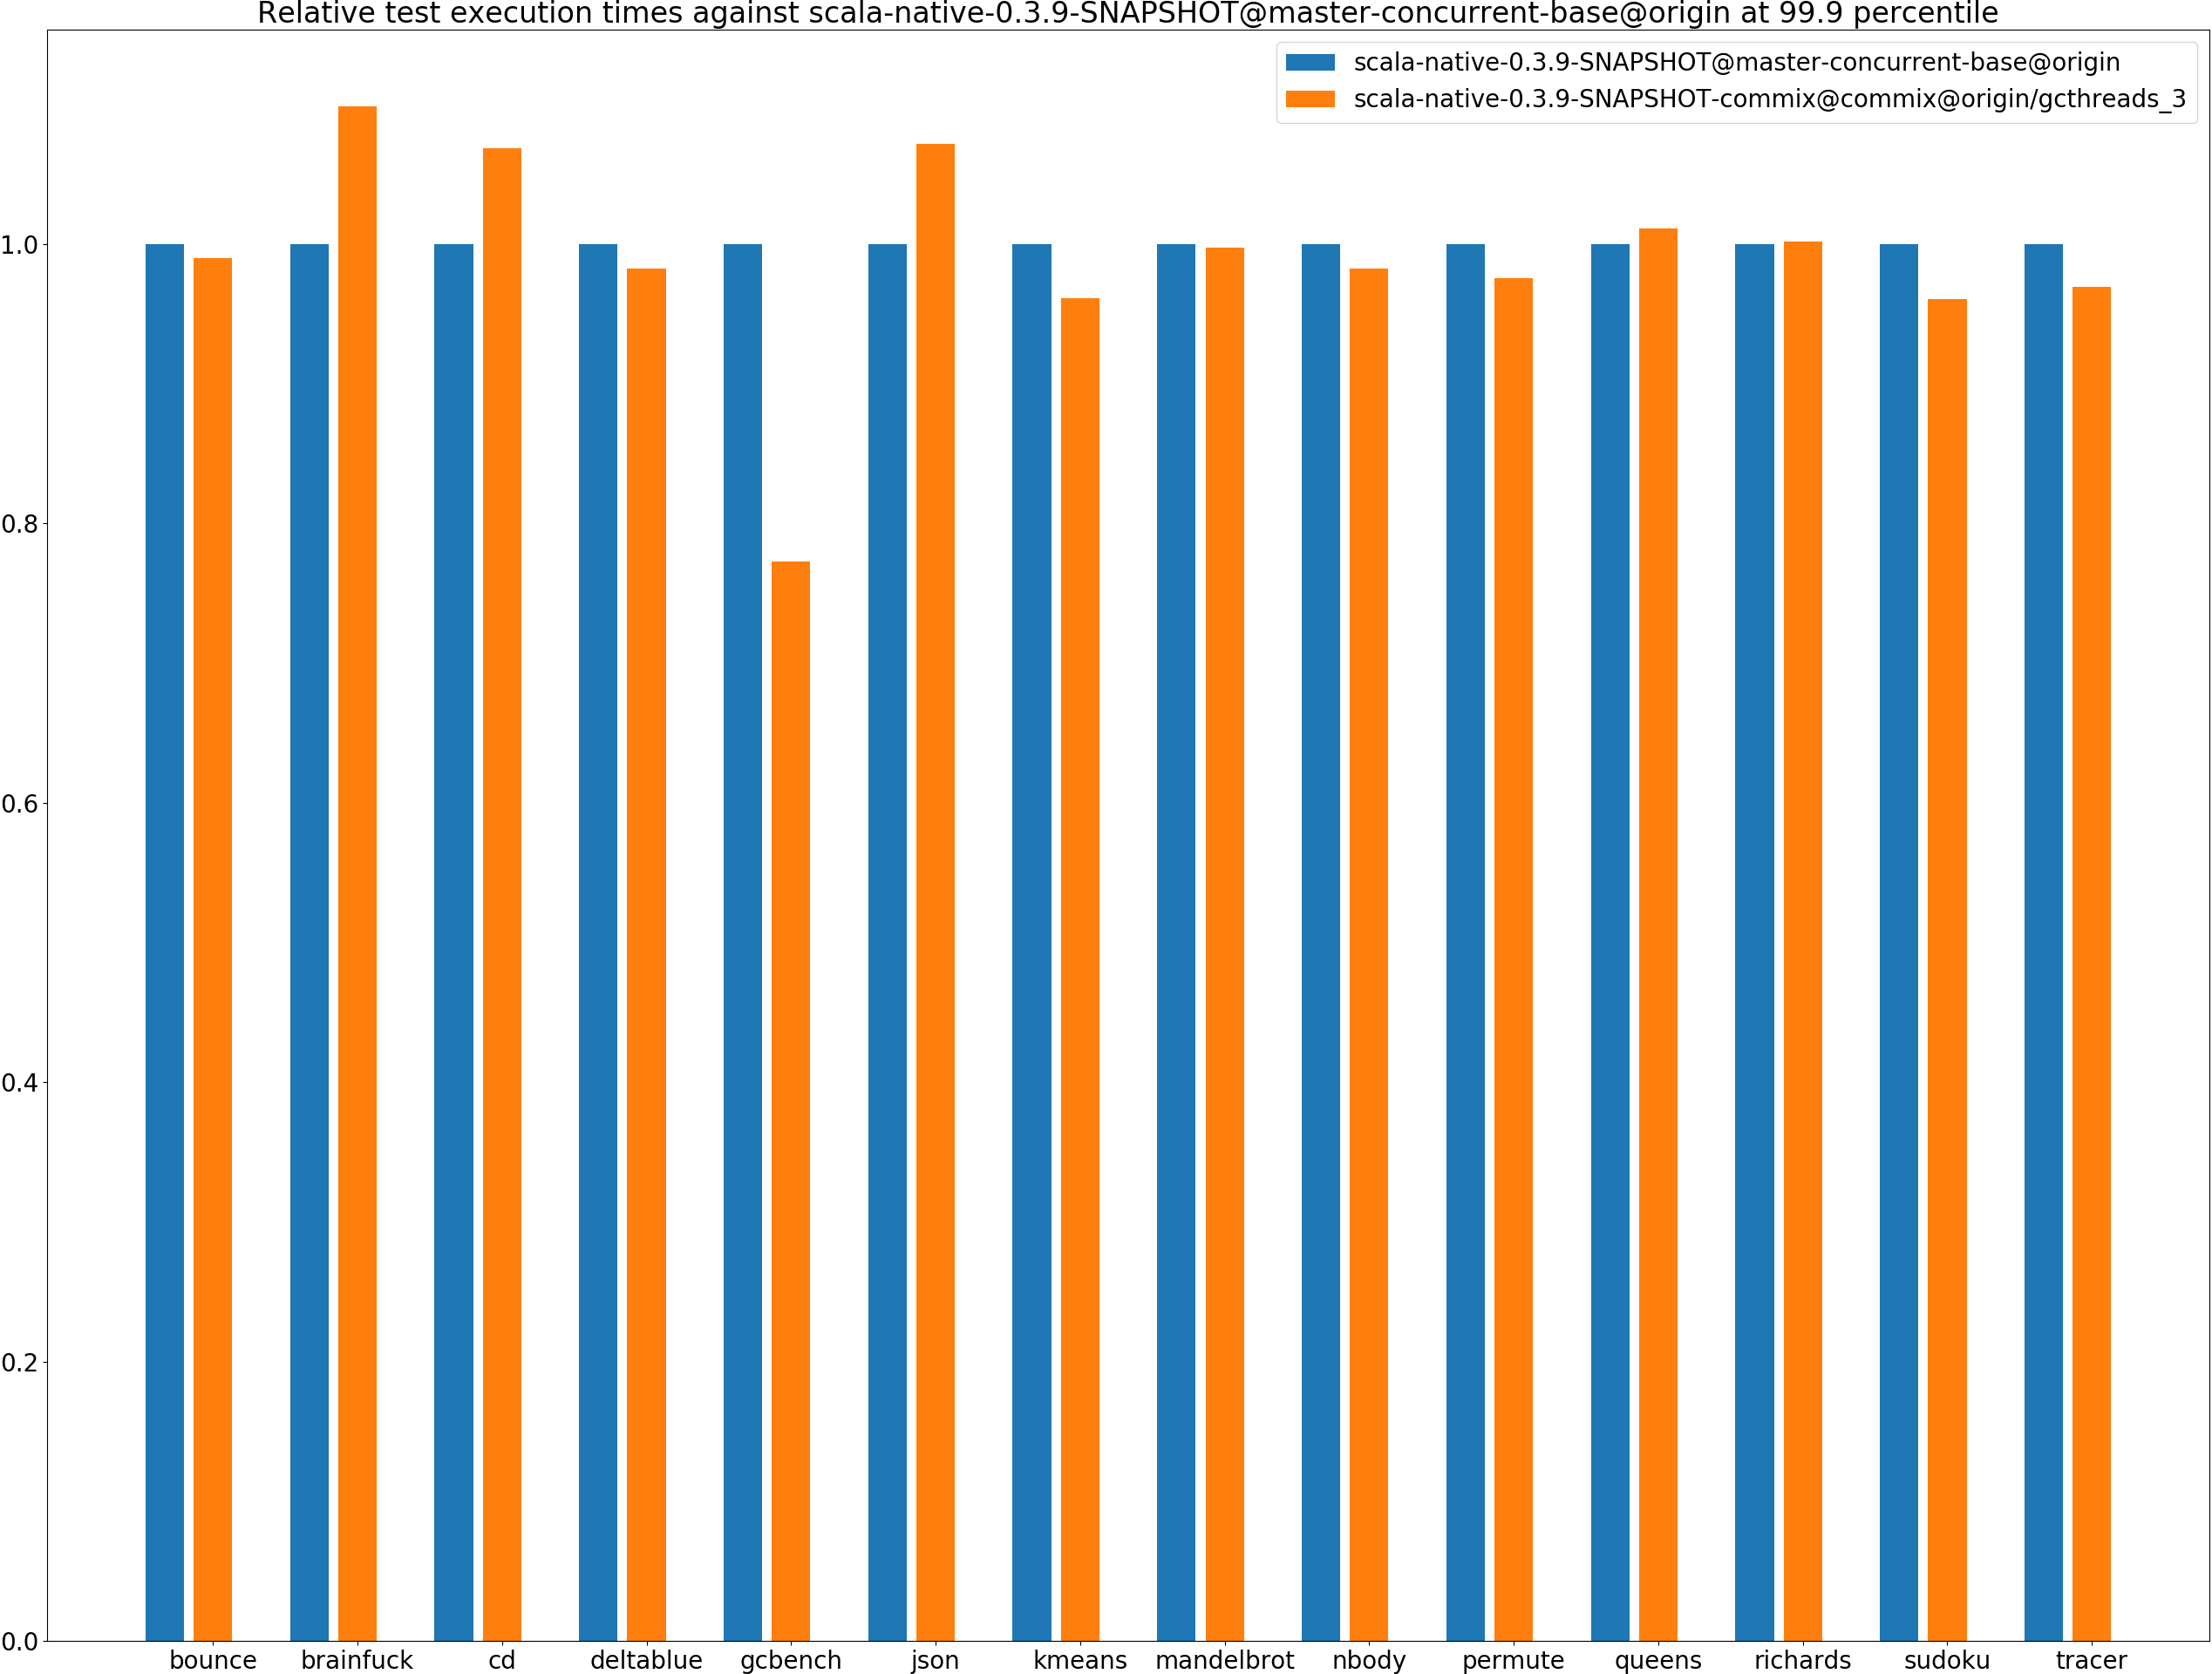 Relative test execution times against scala-native-0.3.9-SNAPSHOT@master-concurrent-base@origin at 99.9 percentile
scala-native-0.3.9-SNAPSHOT@master-concurrent-base@origin
scala-native-0.3.9-SNAPSHOT-commix@commix@origin/gcthreads_3
1.0
0.8
0.6
0.4
0.2
0.0
bounce brainfuck cd deltablue gcbench json kmeans mandelbrot nbody permute queens richards sudoku tracer